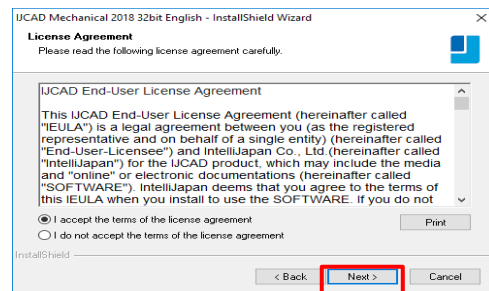 IJCAD Mechanical 2018 32bit English - InstallShield Wizard
License Agreement
Please read the following license agreement carefully.
IJCAD End-User License Agreement
This IJCAD End-User License Agreement (hereinafter called
"IEULA") is a legal agreement between you (as the registered
representative and on behalf of a single entity) (hereinafter called
"End-User-Licensee") and IntelliJapan Co., Ltd.(hereinafter called
"IntelliJapan") for the IJCAD product, which may include the media
and "online" or electronic documentations (hereinafter called
"SOFTWARE"). IntelliJapan deems that you agree to the terms of
this IEULA when you install to use the SOFTWARE. If you do not
I accept the terms of the license agreement
Print
I do not accept the terms of the license agreement
InstallShield
< Back
Next >
Cancel